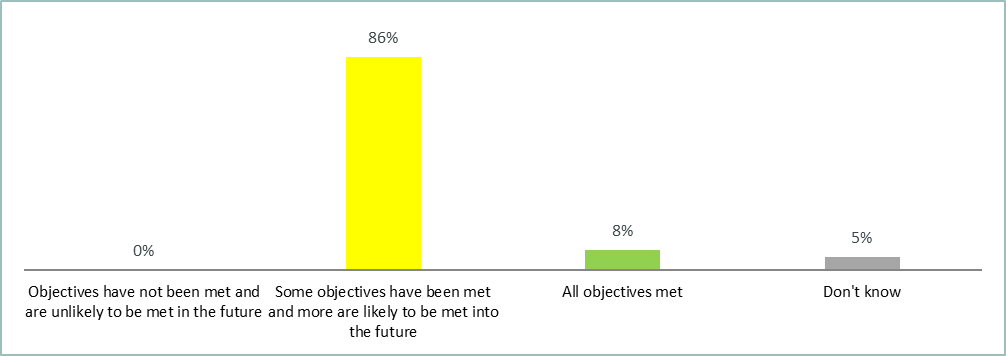 86%
0%
8%
5%
Objectives have not been met and
are unlikely to be met in the future
Some objectives have been met
and more are likely to be met into
the future
All objectives met
Don't know